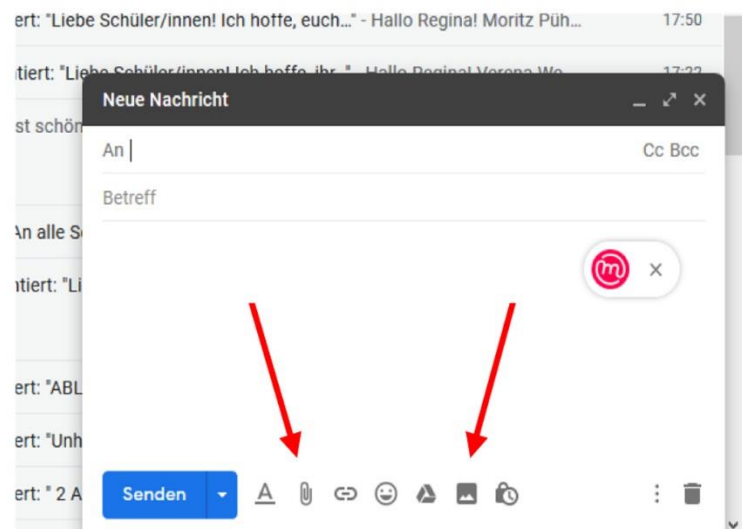 ert: "Liebe Schüler/innen! Ich hoffe, euch…" - Hallo Regina! Moritz Püh… 17:50
tiert: "Liebe Schüler/innen! Ich hoffe, ihr…" - Hallo Regina! Verena We 17:22
Neue Nachricht
st schön
An Cc Bcc
Betreff
An alle S
ntiert: "Li
ert: "ABL
ert: "Unh
ert: " 2 A
Senden